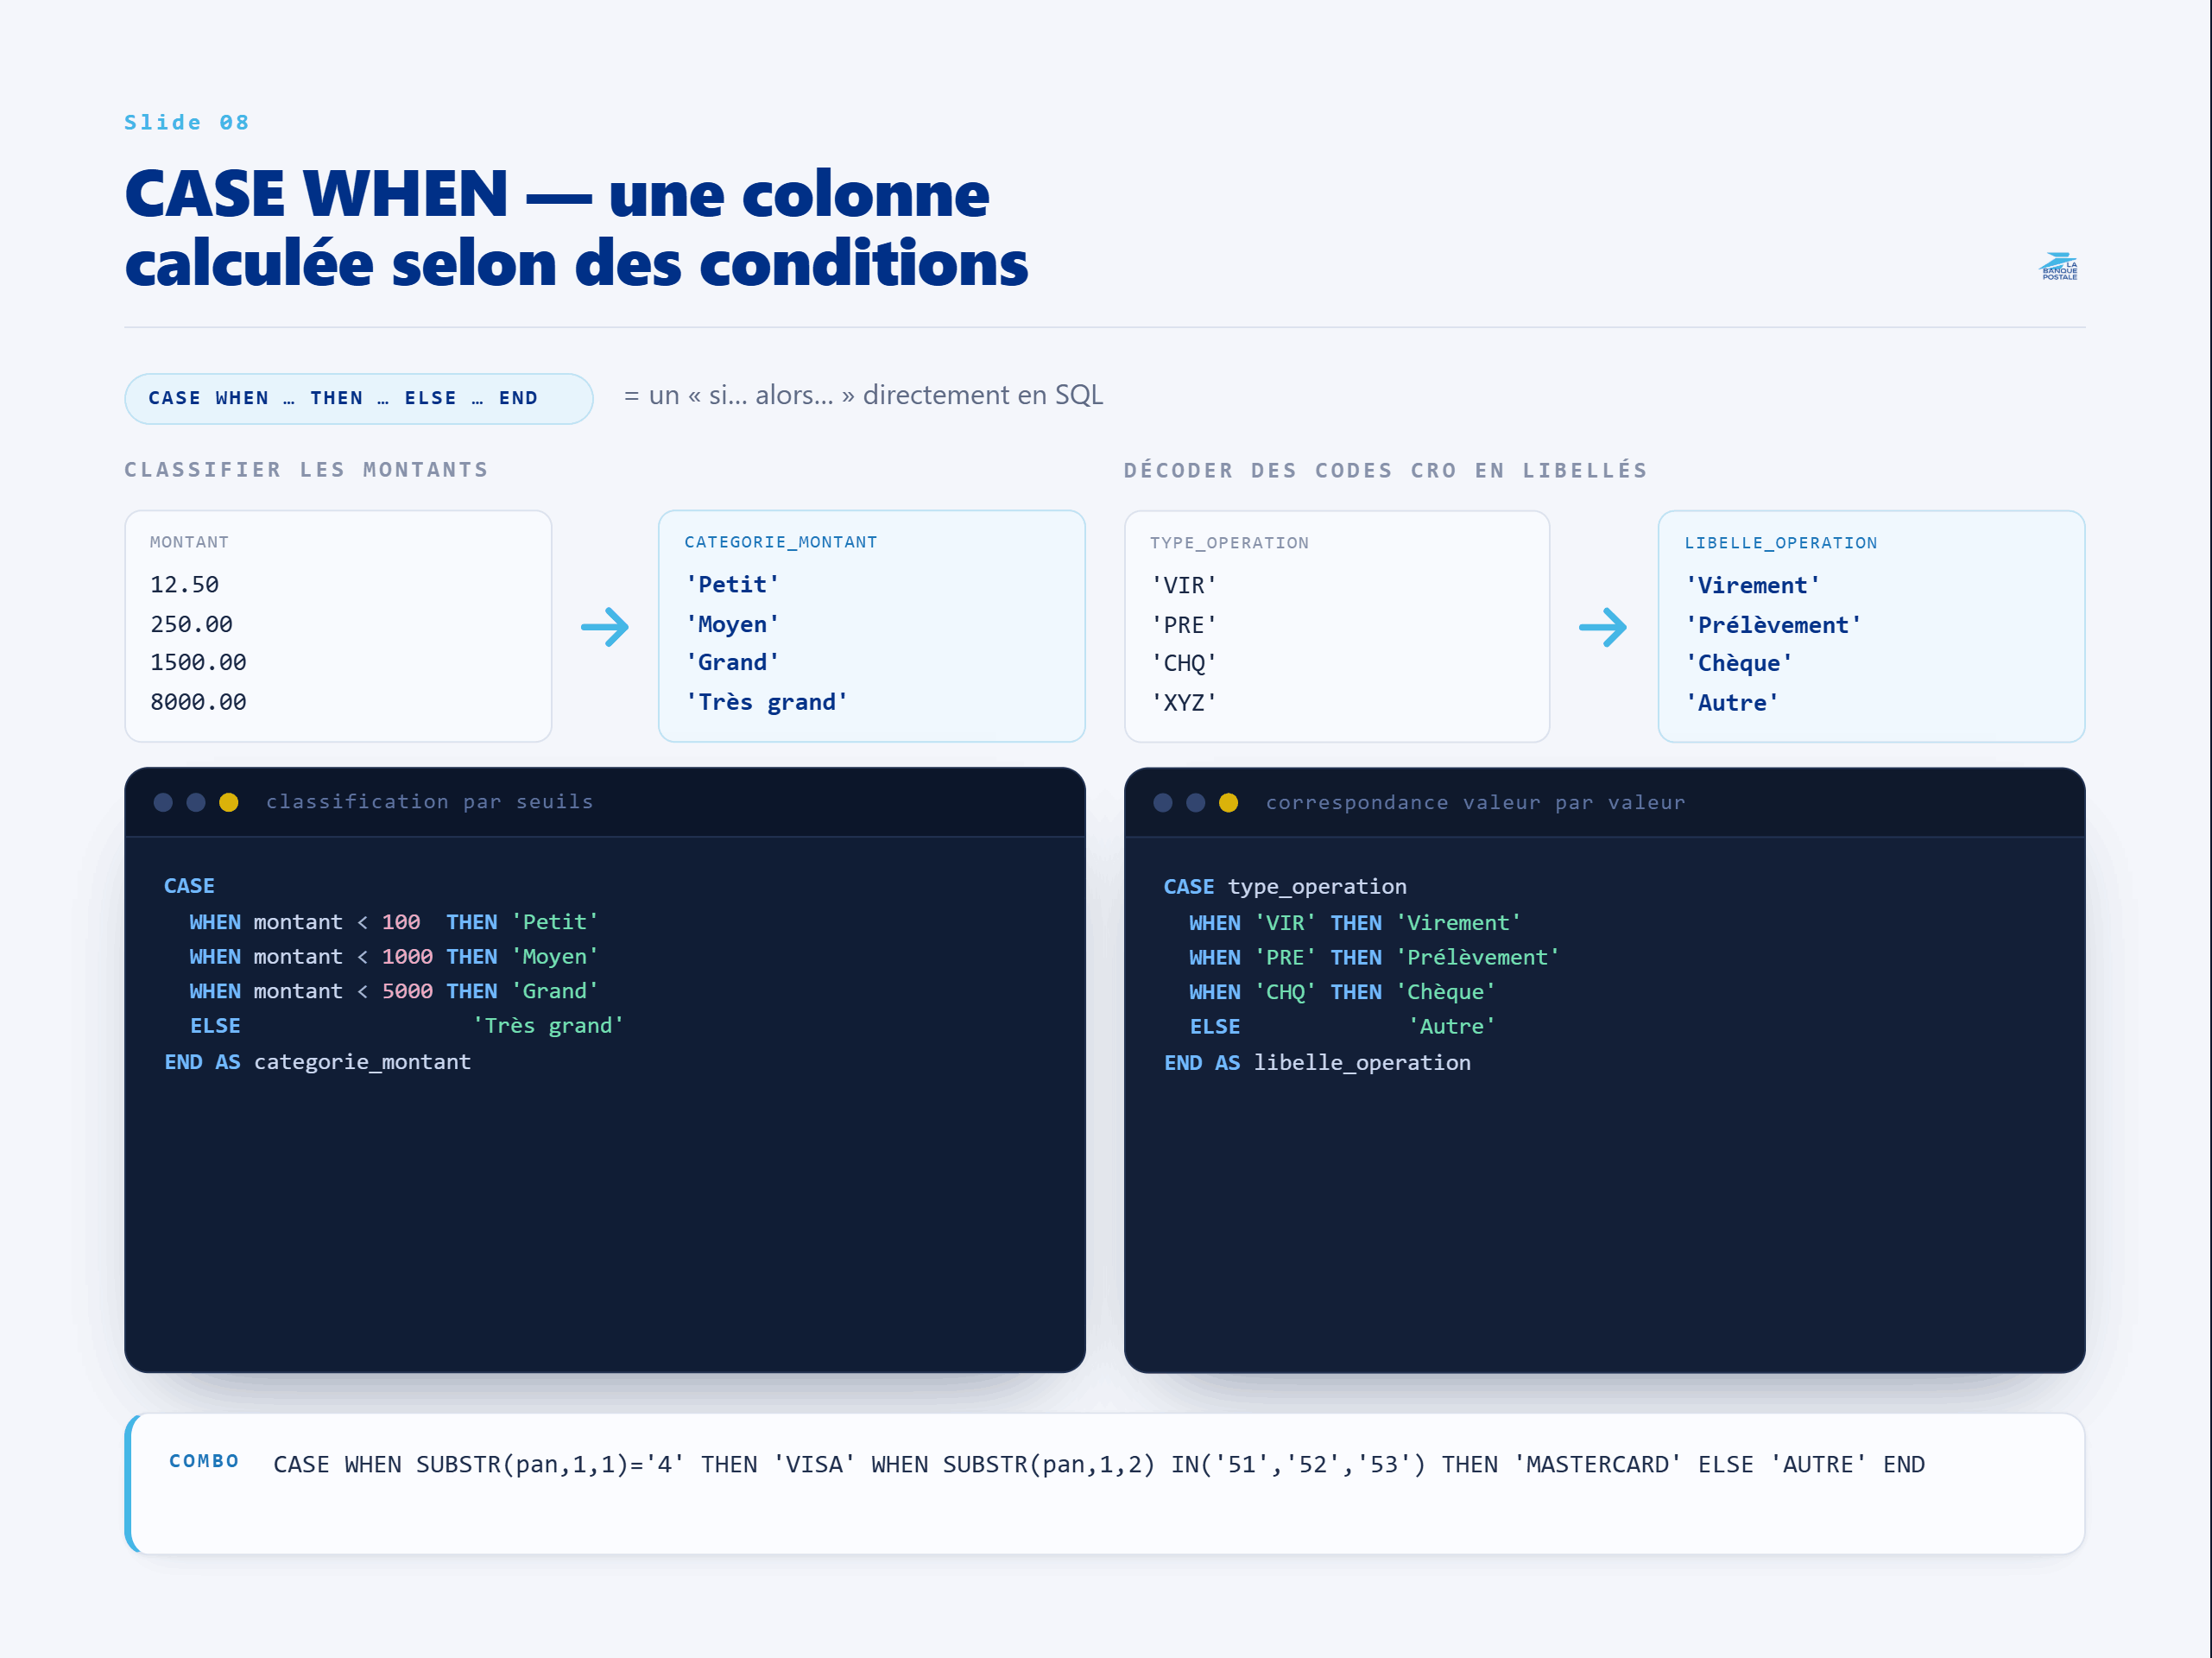 Slide 08
CASE WHEN — une colonne
calculée selon des conditions
LA
BANQUE
POSTALE
CASE WHEN … THEN … ELSE … END
= un « si... alors... » directement en SQL
CLASSIFIER LES MONTANTS
MONTANT
12.50
250.00
1500.00
8000.00
CATEGORIE_MONTANT
'Petit'
'Moyen'
'Grand'
'Très grand'
DÉCODER DES CODES CRO EN LIBELLÉS
TYPE_OPERATION
'VIR'
'PRE'
'CHQ'
'XYZ'
LIBELLE_OPERATION
'Virement'
'Prélèvement'
'Chèque'
'Autre'
classification par seuils
CASE
WHEN montant < 100 THEN 'Petit'
WHEN montant < 1000 THEN 'Moyen'
WHEN montant < 5000 THEN 'Grand'
ELSE 'Très grand'
END AS categorie_montant
correspondance valeur par valeur
CASE type_operation
WHEN 'VIR' THEN 'Virement'
WHEN 'PRE' THEN 'Prélèvement'
WHEN 'CHQ' THEN 'Chèque'
ELSE 'Autre'
END AS libelle_operation
COMBO CASE WHEN SUBSTR(pan,1,1)='4' THEN 'VISA' WHEN SUBSTR(pan,1,2) IN('51','52','53') THEN 'MASTERCARD' ELSE 'AUTRE' END